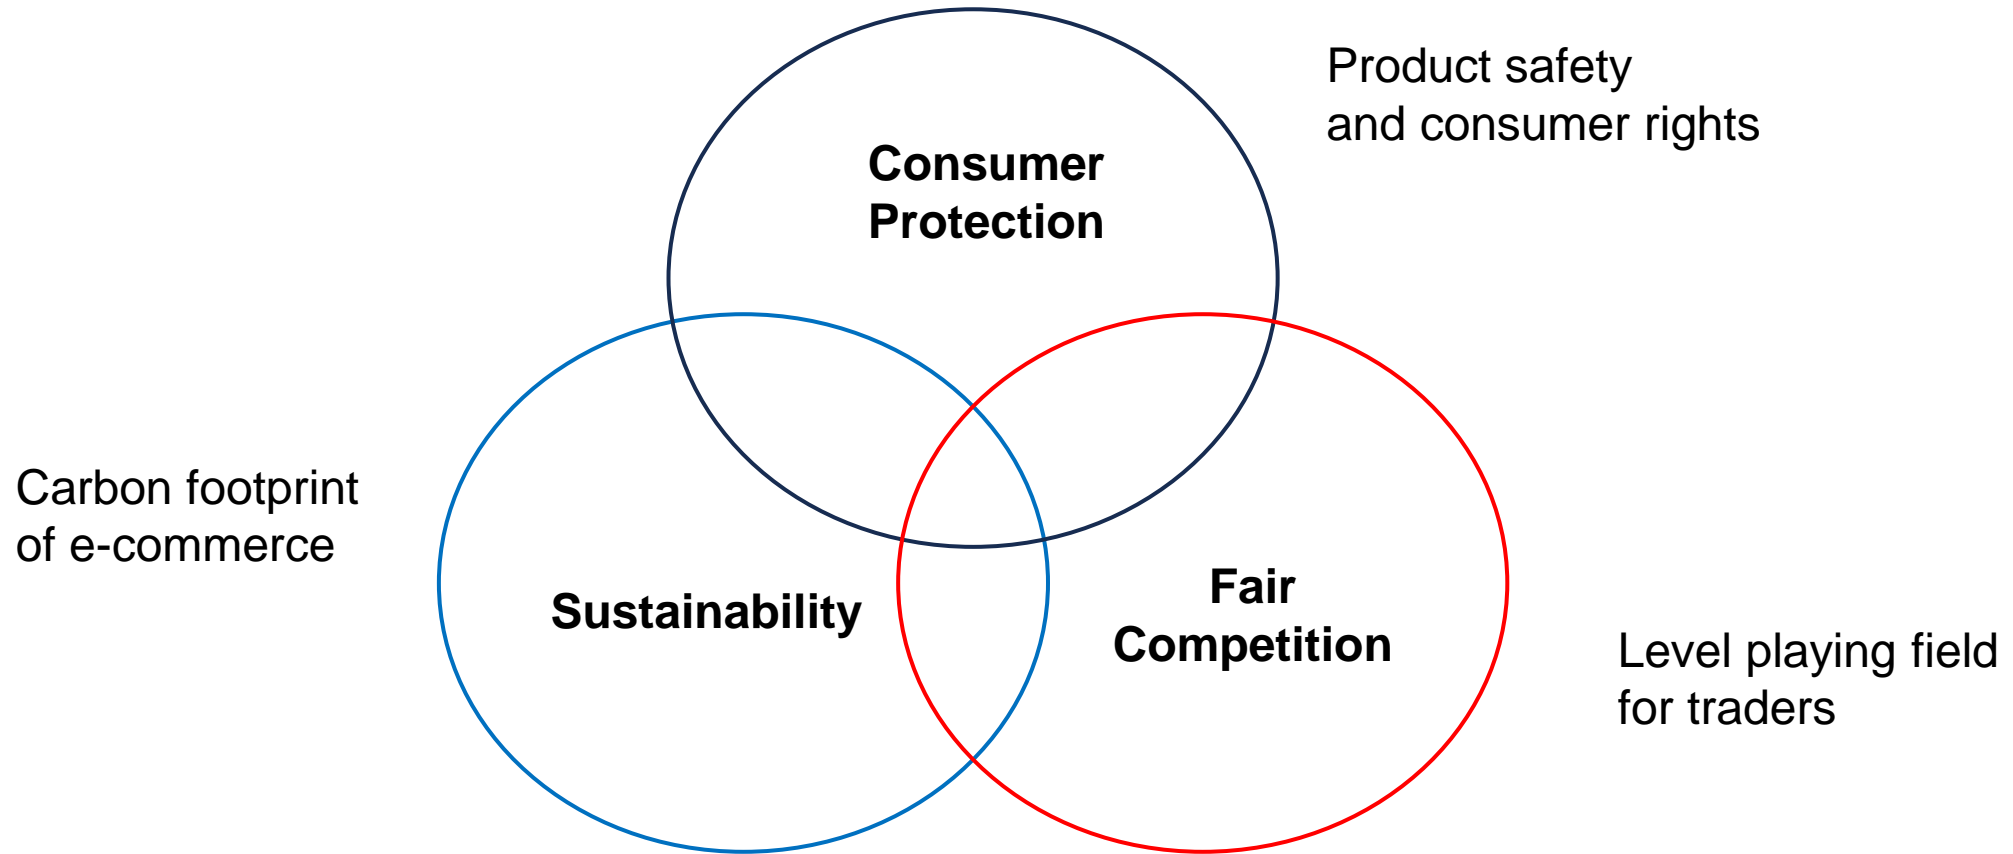 Product safety
and consumer rights
Consumer
Protection
Carbon footprint
of e-commerce
Sustainability
Fair
Competition
Level playing field
for traders